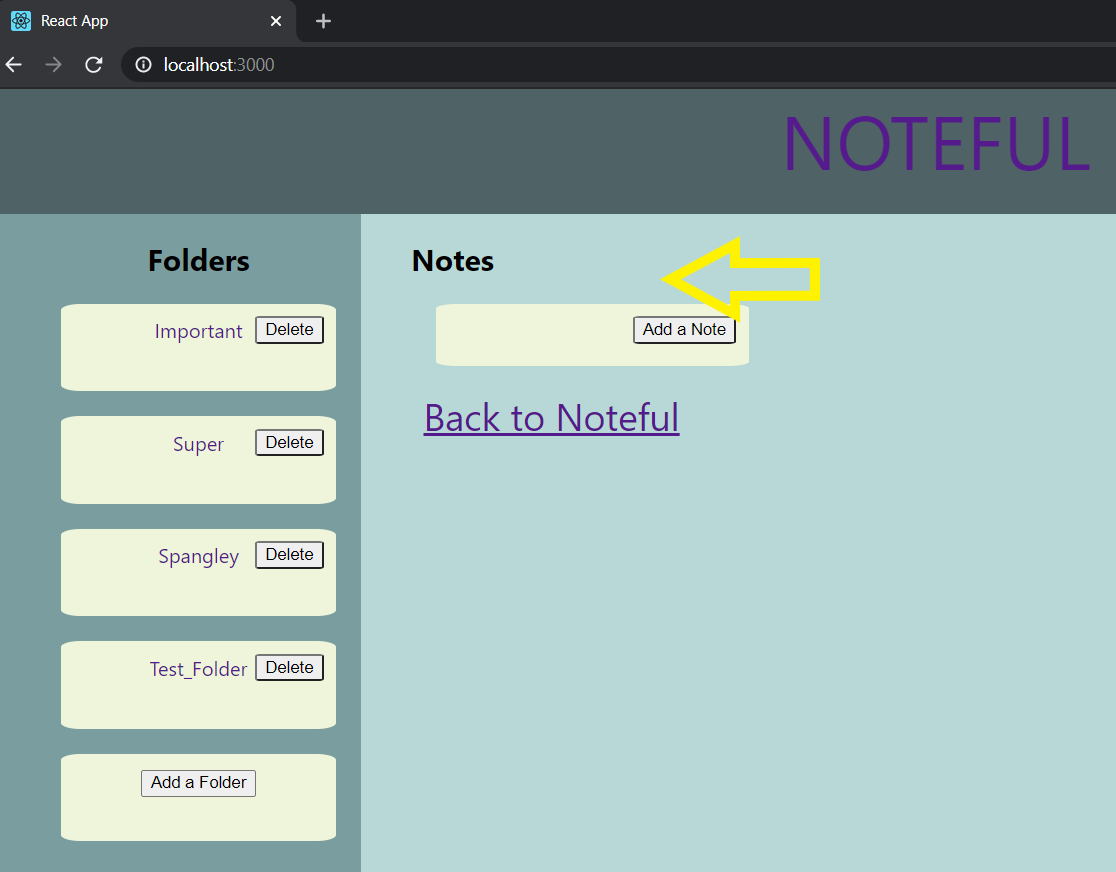 React App
localhost:3000
NOTEFUL
Folders
Important Delete
Super Delete
Spangley Delete
Test_Folder Delete
Add a Folder
Notes
Add a Note
Back to Noteful